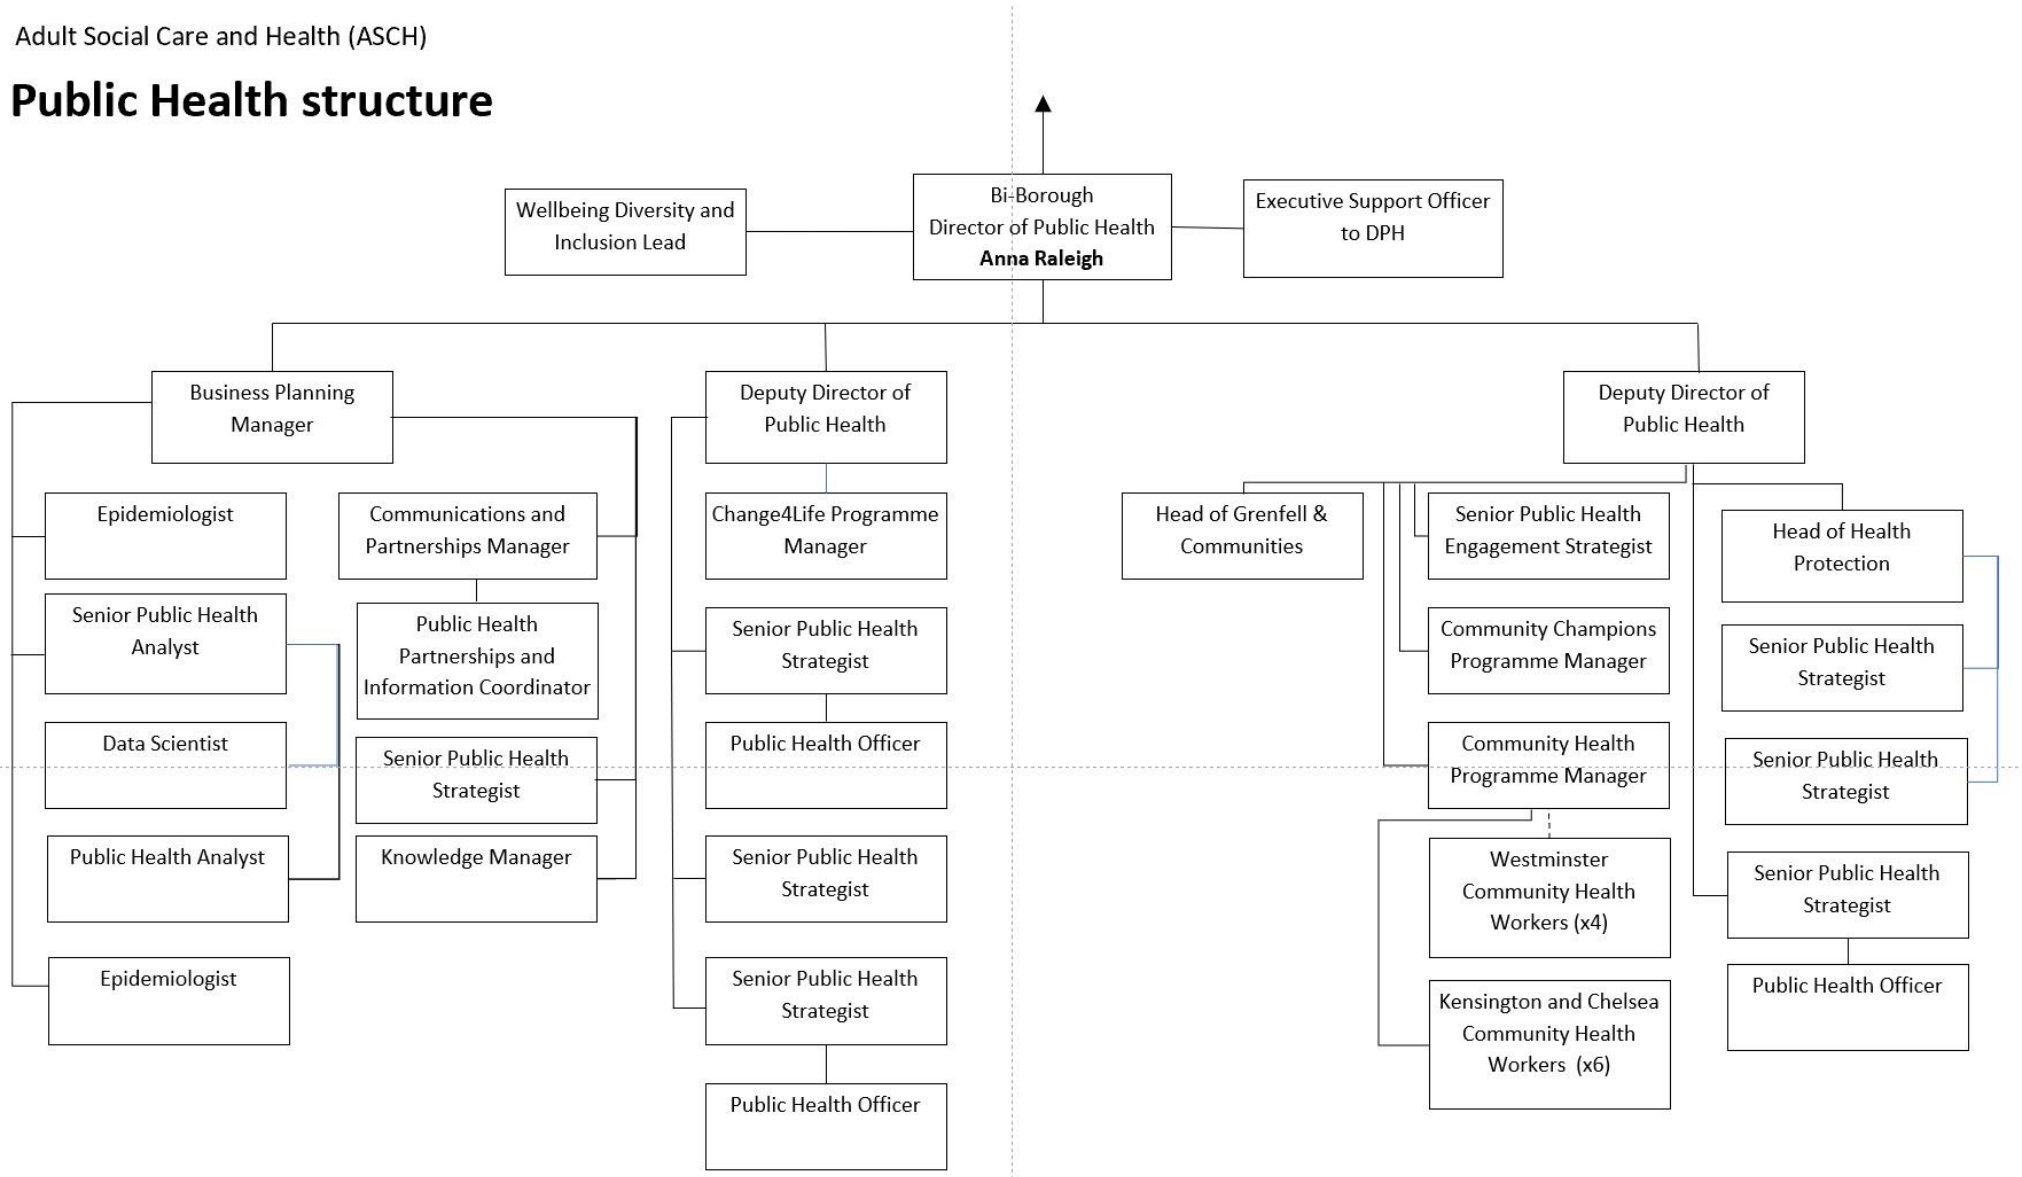 Adult Social Care and Health (ASCH)
Public Health structure
Wellbeing Diversity and
Inclusion Lead
Bi-Borough
Director of Public Health
Anna Raleigh
Executive Support Officer
to DPH
Business Planning
Manager
Deputy Director of
Public Health
Deputy Director of
Public Health
Epidemiologist
Senior Public Health
Analyst
Data Scientist
Public Health Analyst
Epidemiologist
Communications and
Partnerships Manager
Public Health
Partnerships and
Information Coordinator
Senior Public Health
Strategist
Knowledge Manager
Change4Life Programme
Manager
Senior Public Health
Strategist
Public Health Officer
Senior Public Health
Strategist
Senior Public Health
Strategist
Public Health Officer
Head of Grenfell &
Communities
Senior Public Health
Engagement Strategist
Community Champions
Programme Manager
Community Health
Programme Manager
Westminster
Community Health
Workers (x4)
Kensington and Chelsea
Community Health
Workers  (x6)
Head of Health
Protection
Senior Public Health
Strategist
Senior Public Health
Strategist
Senior Public Health
Strategist
Public Health Officer